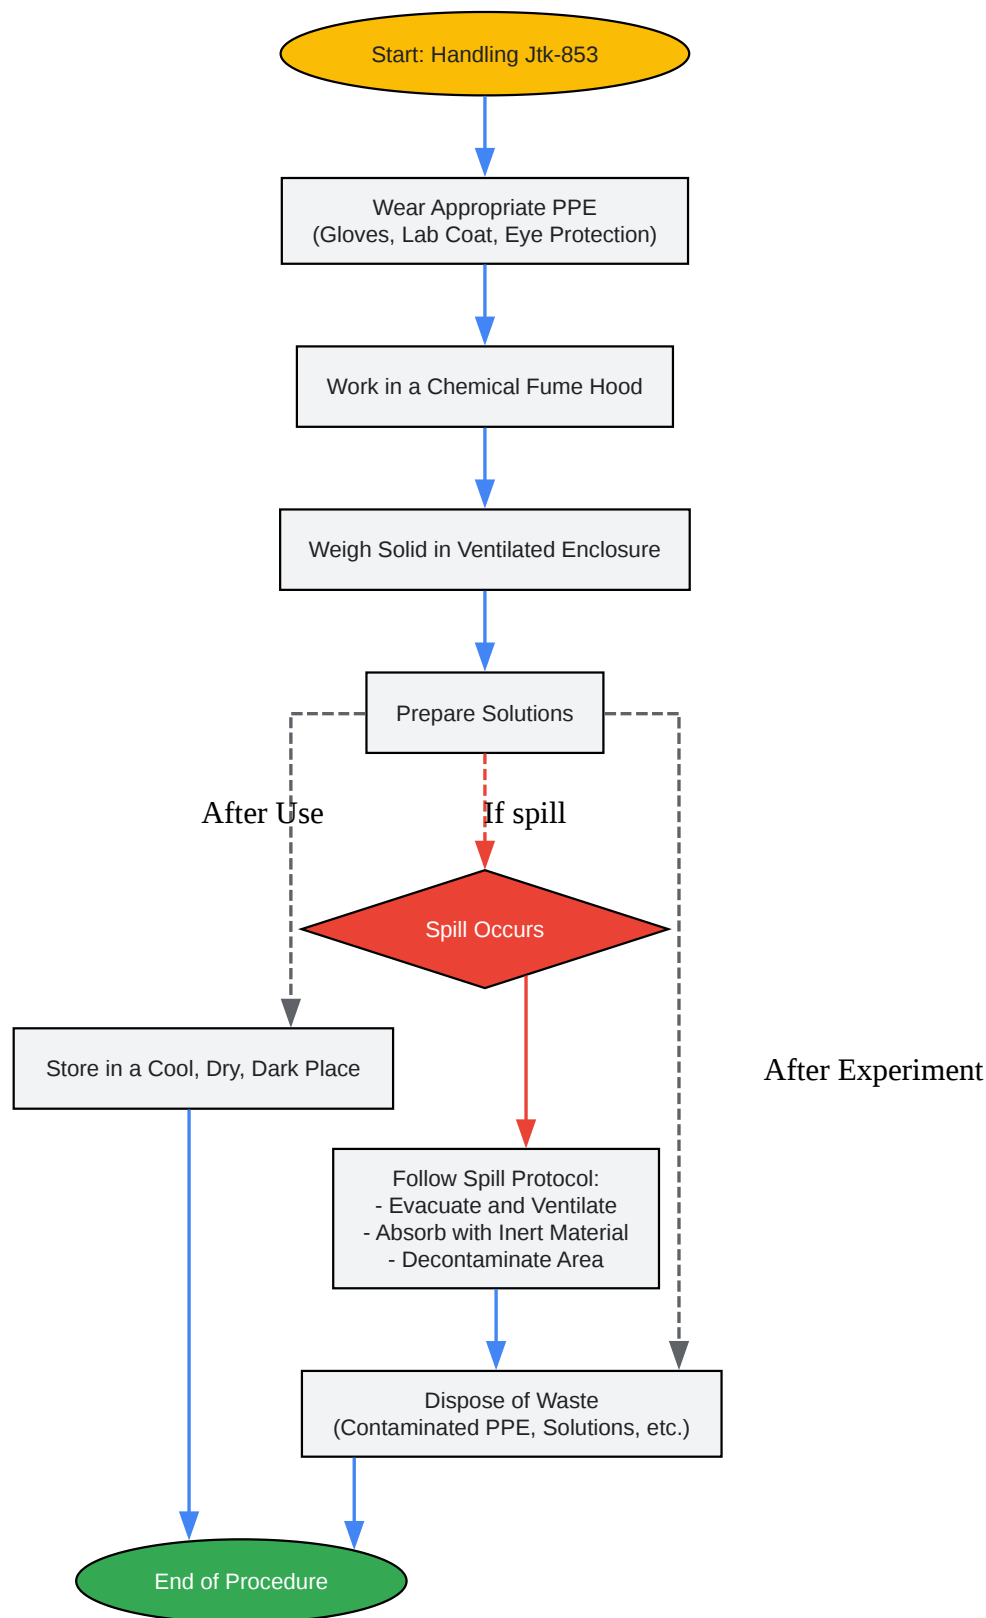 Start: Handling Jtk-853
Wear Appropriate PPE
(Gloves, Lab Coat, Eye Protection)
Work in a Chemical Fume Hood
Weigh Solid in Ventilated Enclosure
Prepare Solutions
After Use
If spill
Spill Occurs
Store in a Cool, Dry, Dark Place
After Experiment
Follow Spill Protocol:
- Evacuate and Ventilate
- Absorb with Inert Material
- Decontaminate Area
Dispose of Waste
(Contaminated PPE, Solutions, etc.)
End of Procedure